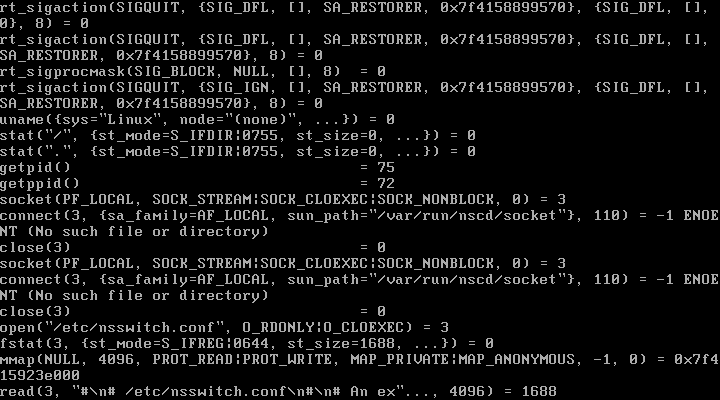 rt_sigaction(SIGQUIT, {SIG_DFL, [], SA_RESTORER, 0x7f4158899570}, {SIG_DFL, [],
0}, 8) = 0
rt_sigaction(SIGQUIT, {SIG_DFL, [], SA_RESTORER, 0x7f4158899570}, {SIG_DFL, [],
SA_RESTORER, 0x7f4158899570}, 8) = 0
rt_sigprocmask(SIG_BLOCK, NULL, [], 8)  = 0
rt_sigaction(SIGQUIT, {SIG_IGN, [], SA_RESTORER, 0x7f4158899570}, {SIG_DFL, [],
SA_RESTORER, 0x7f4158899570}, 8) = 0
uname({sys="Linux", node="(none)", ...}) = 0
stat("/", {st_mode=S_IFDIR|0755, st_size=0, ...}) = 0
stat(".", {st_mode=S_IFDIR|0755, st_size=0, ...}) = 0
getpid()                                = 75
getppid()                               = 72
socket(PF_LOCAL, SOCK_STREAM|SOCK_CLOEXEC|SOCK_NONBLOCK, 0) = 3
connect(3, {sa_family=AF_LOCAL, sun_path="/var/run/nscd/socket"}, 110) = -1 ENOE
NT (No such file or directory)
close(3)                                = 0
socket(PF_LOCAL, SOCK_STREAM|SOCK_CLOEXEC|SOCK_NONBLOCK, 0) = 3
connect(3, {sa_family=AF_LOCAL, sun_path="/var/run/nscd/socket"}, 110) = -1 ENOE
NT (No such file or directory)
close(3)                                = 0
open("/etc/nsswitch.conf", O_RDONLY|O_CLOEXEC) = 3
fstat(3, {st_mode=S_IFREG|0644, st_size=1688, ...}) = 0
mmap(NULL, 4096, PROT_READ|PROT_WRITE, MAP_PRIVATE|MAP_ANONYMOUS, -1, 0) = 0x7f4
15923e000
read(3, "#\n# /etc/nsswitch.conf\n#\n# An ex"..., 4096) = 1688